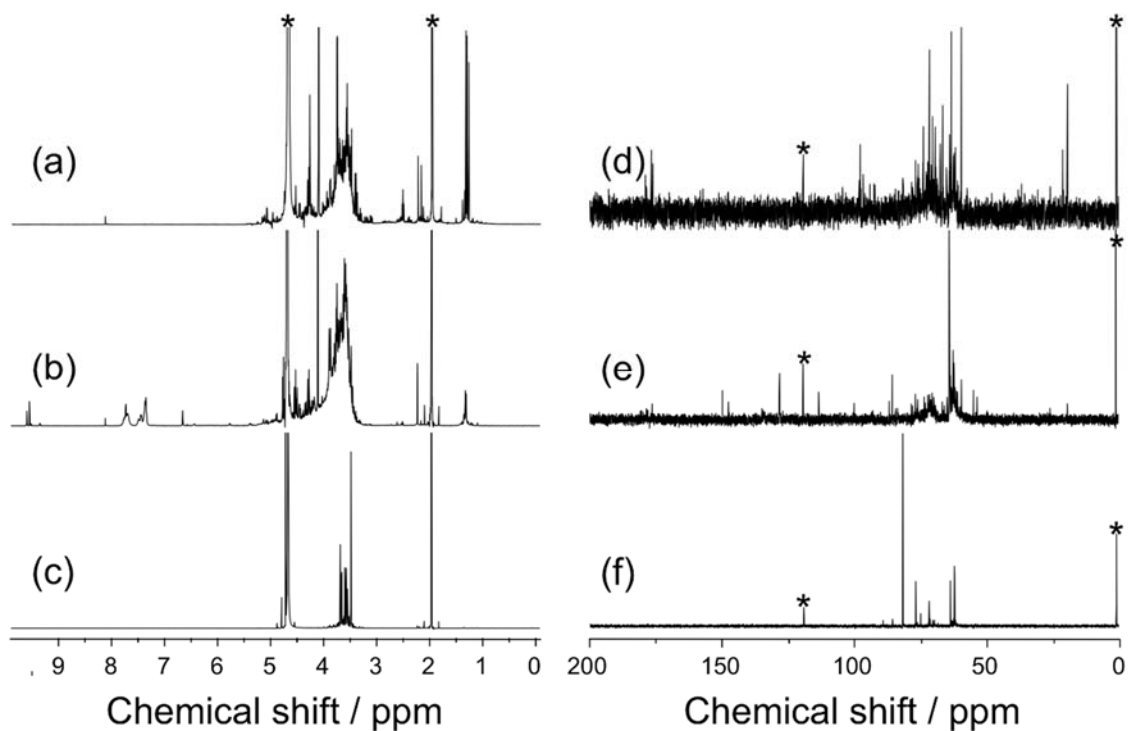 * * *
(a) * (d)
*
(b) * (e)
*
(c) * (f)
9 8 7 6 5 4 3 2 1 0 200 150 100 50 0
Chemical shift / ppm Chemical shift / ppm